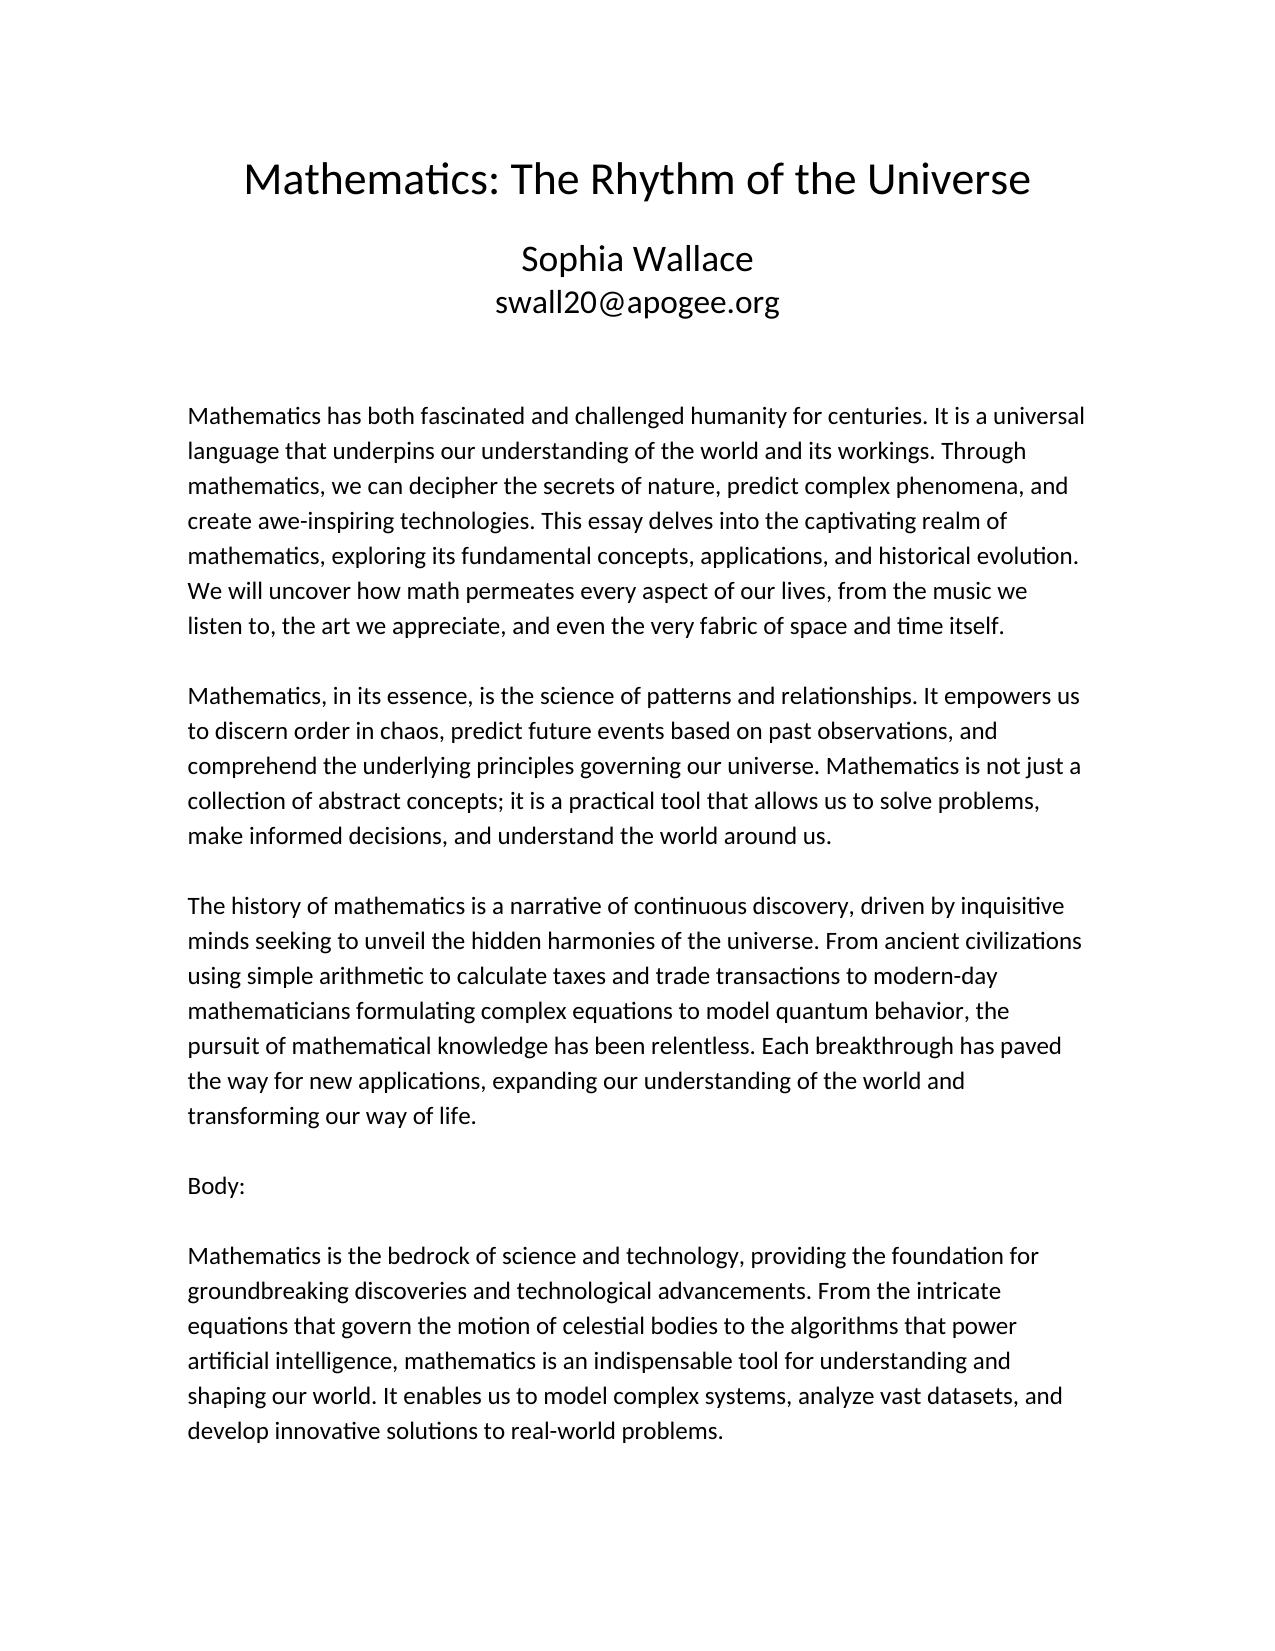 Mathematics: The Rhythm of the Universe
Sophia Wallace
swall20@apogee.org
Mathematics has both fascinated and challenged humanity for centuries. It is a universal
language that underpins our understanding of the world and its workings. Through
mathematics, we can decipher the secrets of nature, predict complex phenomena, and
create awe-inspiring technologies. This essay delves into the captivating realm of
mathematics, exploring its fundamental concepts, applications, and historical evolution.
We will uncover how math permeates every aspect of our lives, from the music we
listen to, the art we appreciate, and even the very fabric of space and time itself.
Mathematics, in its essence, is the science of patterns and relationships. It empowers us
to discern order in chaos, predict future events based on past observations, and
comprehend the underlying principles governing our universe. Mathematics is not just a
collection of abstract concepts; it is a practical tool that allows us to solve problems,
make informed decisions, and understand the world around us.
The history of mathematics is a narrative of continuous discovery, driven by inquisitive
minds seeking to unveil the hidden harmonies of the universe. From ancient civilizations
using simple arithmetic to calculate taxes and trade transactions to modern-day
mathematicians formulating complex equations to model quantum behavior, the
pursuit of mathematical knowledge has been relentless. Each breakthrough has paved
the way for new applications, expanding our understanding of the world and
transforming our way of life.
Body:
Mathematics is the bedrock of science and technology, providing the foundation for
groundbreaking discoveries and technological advancements. From the intricate
equations that govern the motion of celestial bodies to the algorithms that power
artificial intelligence, mathematics is an indispensable tool for understanding and
shaping our world. It enables us to model complex systems, analyze vast datasets, and
develop innovative solutions to real-world problems.